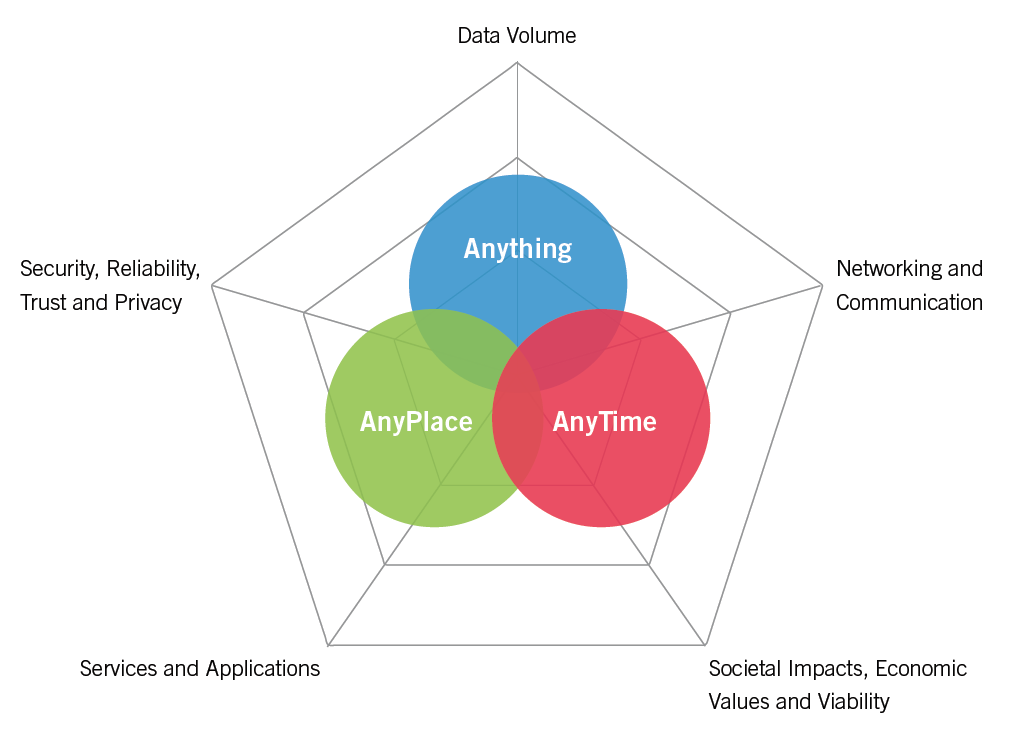 Data Volume
Anything
Security, Reliability,
Trust and Privacy
Networking and
Communication
AnyPlace
AnyTime
Services and Applications
Societal Impacts, Economic
Values and Viability